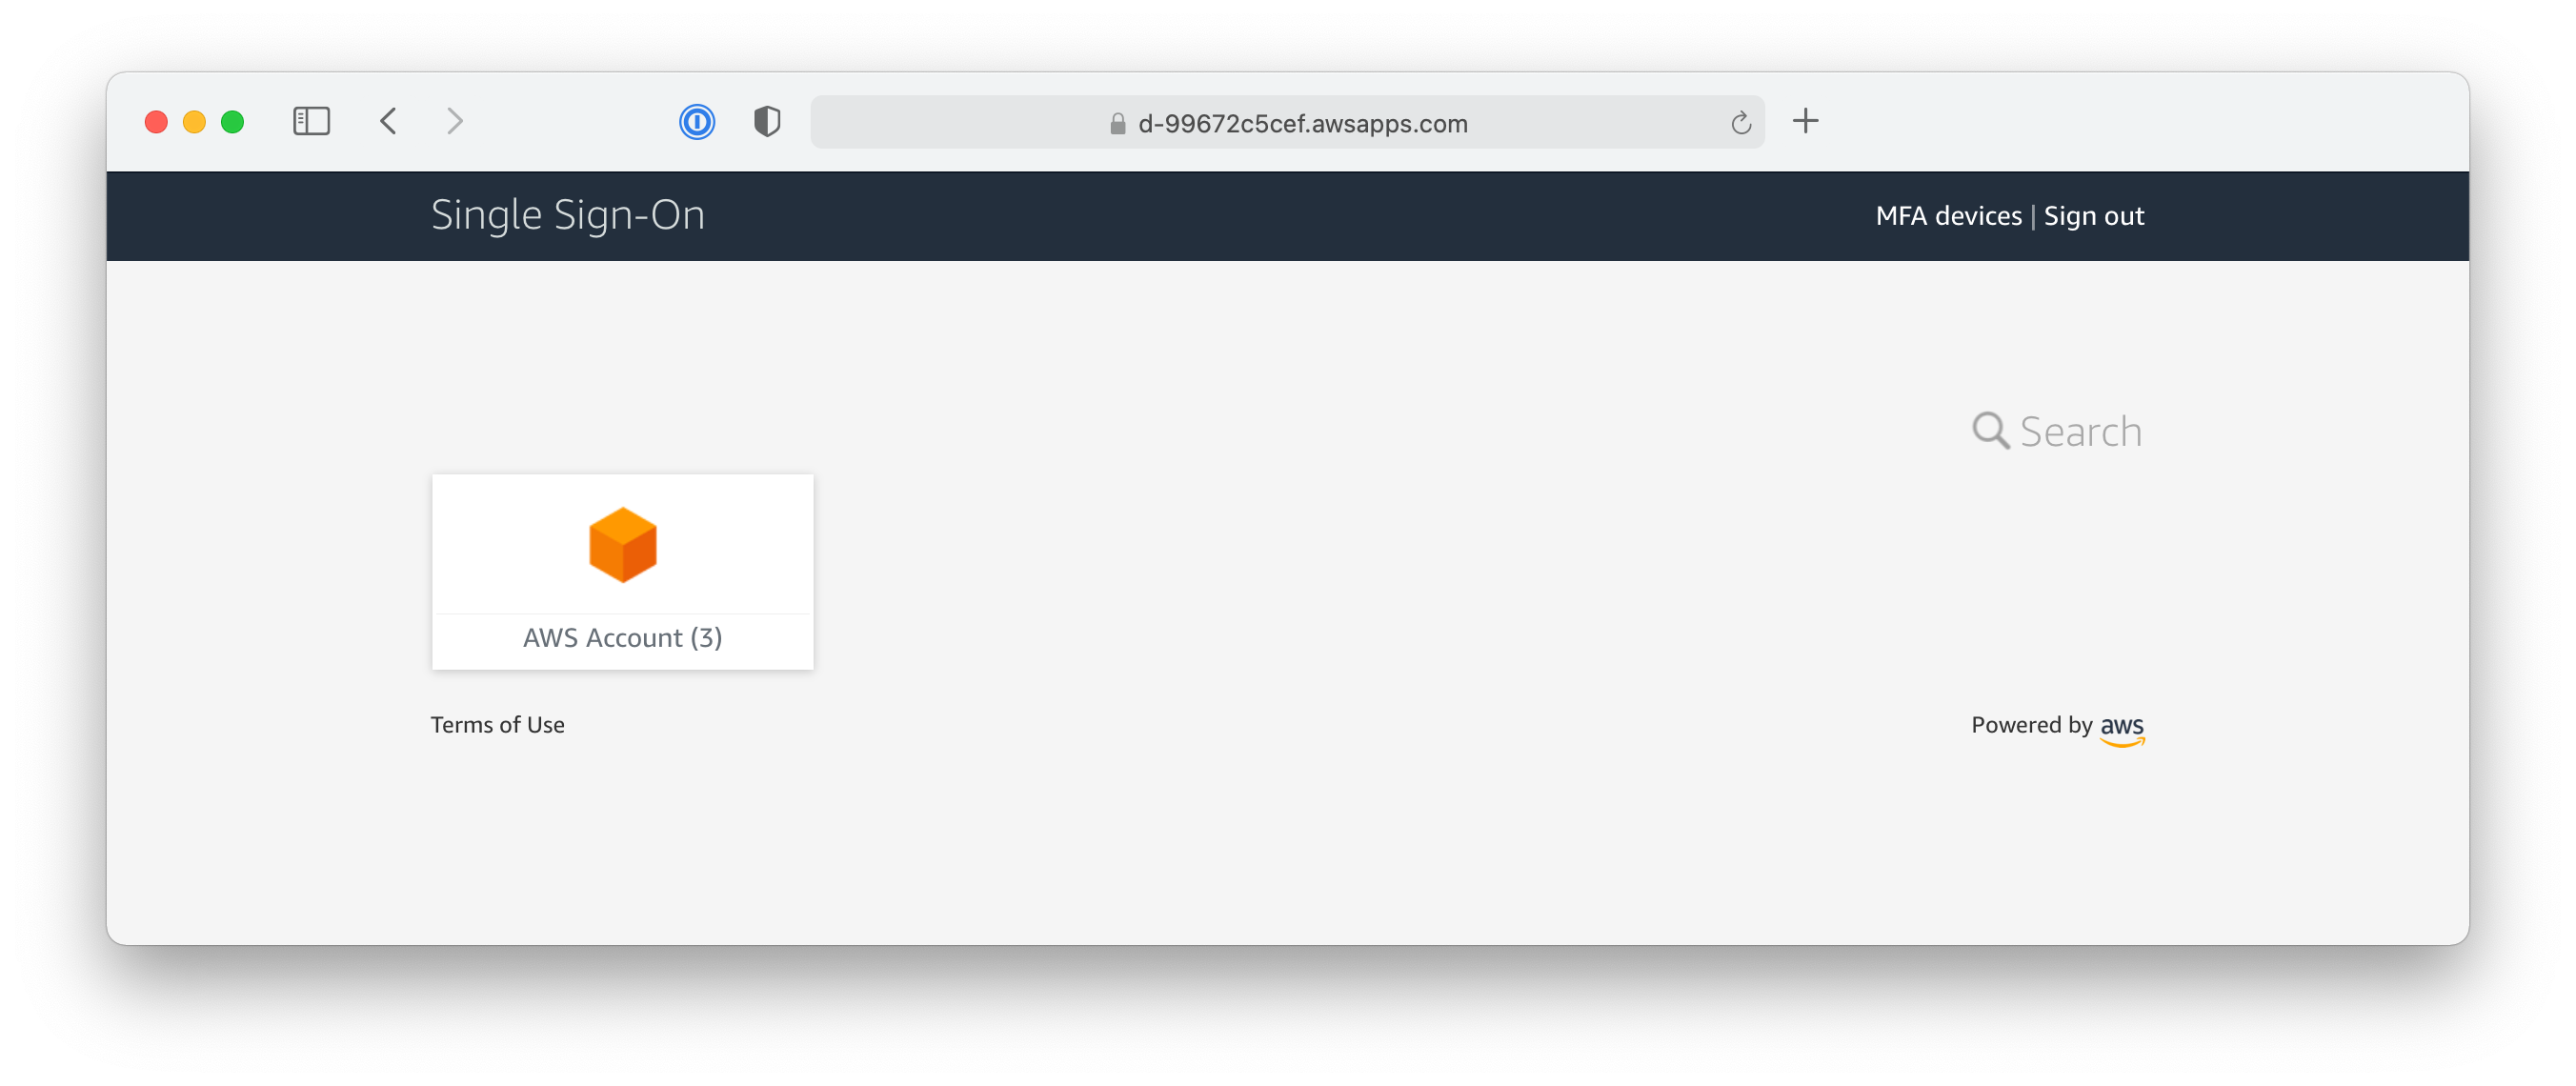 d-99672c5cef.awsapps.com
Single Sign-On
MFA devices | Sign out
Search
AWS Account (3)
Terms of Use
Powered by aws